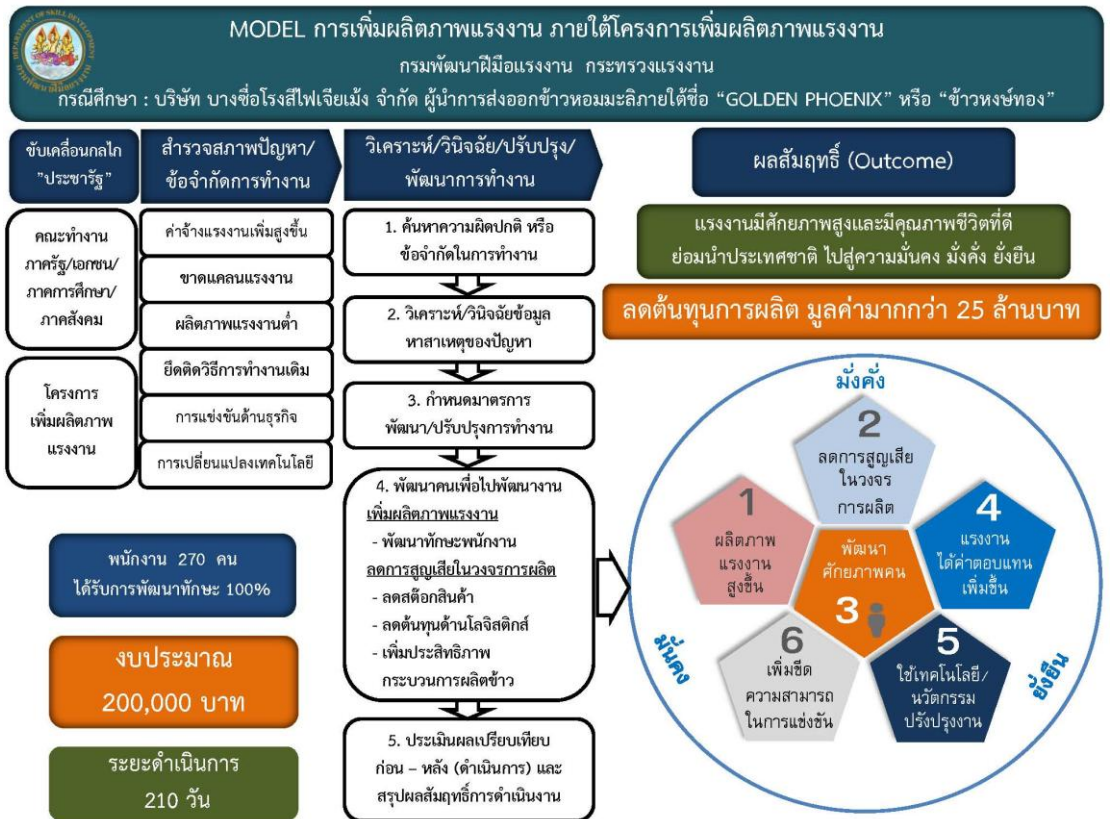 DEPARTMENT OF SKILL DEVELOPMENT
กรมพัฒนาฝีมือแรงงาน
MODEL การเพิ่มผลิตภาพแรงงาน ภายใต้โครงการเพิ่มผลิตภาพแรงงาน
กรมพัฒนาฝีมือแรงงาน กระทรวงแรงงาน
กรณีศึกษา : บริษัท บางซื่อโรงสีไฟเจียเม้ง จำกัด ผู้นำการส่งออกข้าวหอมมะลิภายใต้ชื่อ “GOLDEN PHOENIX” หรือ “ข้าวหงษ์ทอง”
ขับเคลื่อนกลไก
"ประชารัฐ"
คณะทำงาน
ภาครัฐ/เอกชน/
ภาคการศึกษา/
ภาคสังคม
โครงการ
เพิ่มผลิตภาพ
แรงงาน
สำรวจสภาพปัญหา/
ข้อจำกัดการทำงาน
ค่าจ้างแรงงานเพิ่มสูงขึ้น
ขาดแคลนแรงงาน
ผลิตภาพแรงงานต่ำ
ยึดติดวิธีการทำงานเดิม
การแข่งขันด้านธุรกิจ
การเปลี่ยนแปลงเทคโนโลยี
พนักงาน 270 คน
ได้รับการพัฒนาทักษะ 100%
งบประมาณ
200,000 บาท
ระยะดำเนินการ
210 วัน
วิเคราะห์/วินิจฉัย/ปรับปรุง/
พัฒนาการทำงาน
1. ค้นหาความผิดปกติ หรือ
ข้อจำกัดในการทำงาน
2. วิเคราะห์/วินิจฉัยข้อมูล
หาสาเหตุของปัญหา
3. กำหนดมาตรการ
พัฒนา/ปรับปรุงการทำงาน
4. พัฒนาคนเพื่อไปพัฒนางาน
เพิ่มผลิตภาพแรงงาน
- พัฒนาทักษะพนักงาน
ลดการสูญเสียในวงจรการผลิต
- ลดสต๊อกสินค้า
- ลดต้นทุนด้านโลจิสติกส์
- เพิ่มประสิทธิภาพ
กระบวนการผลิตข้าว
5. ประเมินผลเปรียบเทียบ
ก่อน – หลัง (ดำเนินการ) และ
สรุปผลสัมฤทธิ์การดำเนินงาน
ผลสัมฤทธิ์ (Outcome)
แรงงานมีศักยภาพสูงและมีคุณภาพชีวิตที่ดี
ย่อมนำประเทศชาติ ไปสู่ความมั่นคง มั่งคั่ง ยั่งยืน
ลดต้นทุนการผลิต มูลค่ามากกว่า 25 ล้านบาท
มั่งคั่ง
มั่นคง
ยั่งยืน
1
ผลิตภาพ
แรงงาน
สูงขึ้น
2
ลดการสูญเสีย
ในวงจร
การผลิต
พัฒนา
ศักยภาพคน
3
4
แรงงาน
ได้ค่าตอบแทน
เพิ่มขึ้น
5
ใช้เทคโนโลยี/
นวัตกรรม
ปรังปรุงงาน
6
เพิ่มขีด
ความสามารถ
ในการแข่งขัน